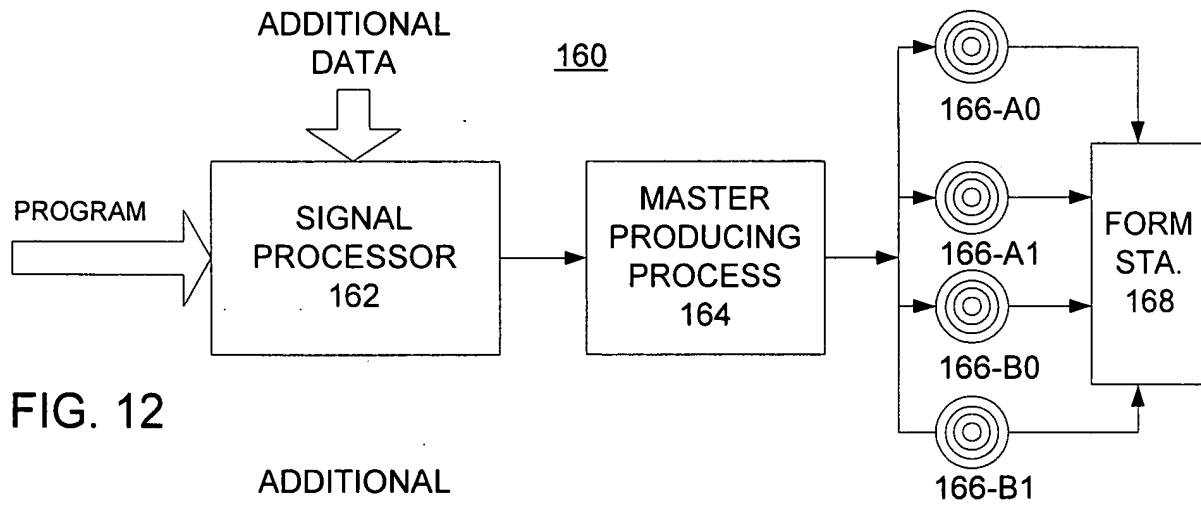 ADDITIONAL
DATA
160
PROGRAM
SIGNAL
PROCESSOR
162
MASTER
PRODUCING
PROCESS
164
166-A0
166-A1
166-B0
166-B1
FORM
STA.
168
FIG. 12
ADDITIONAL